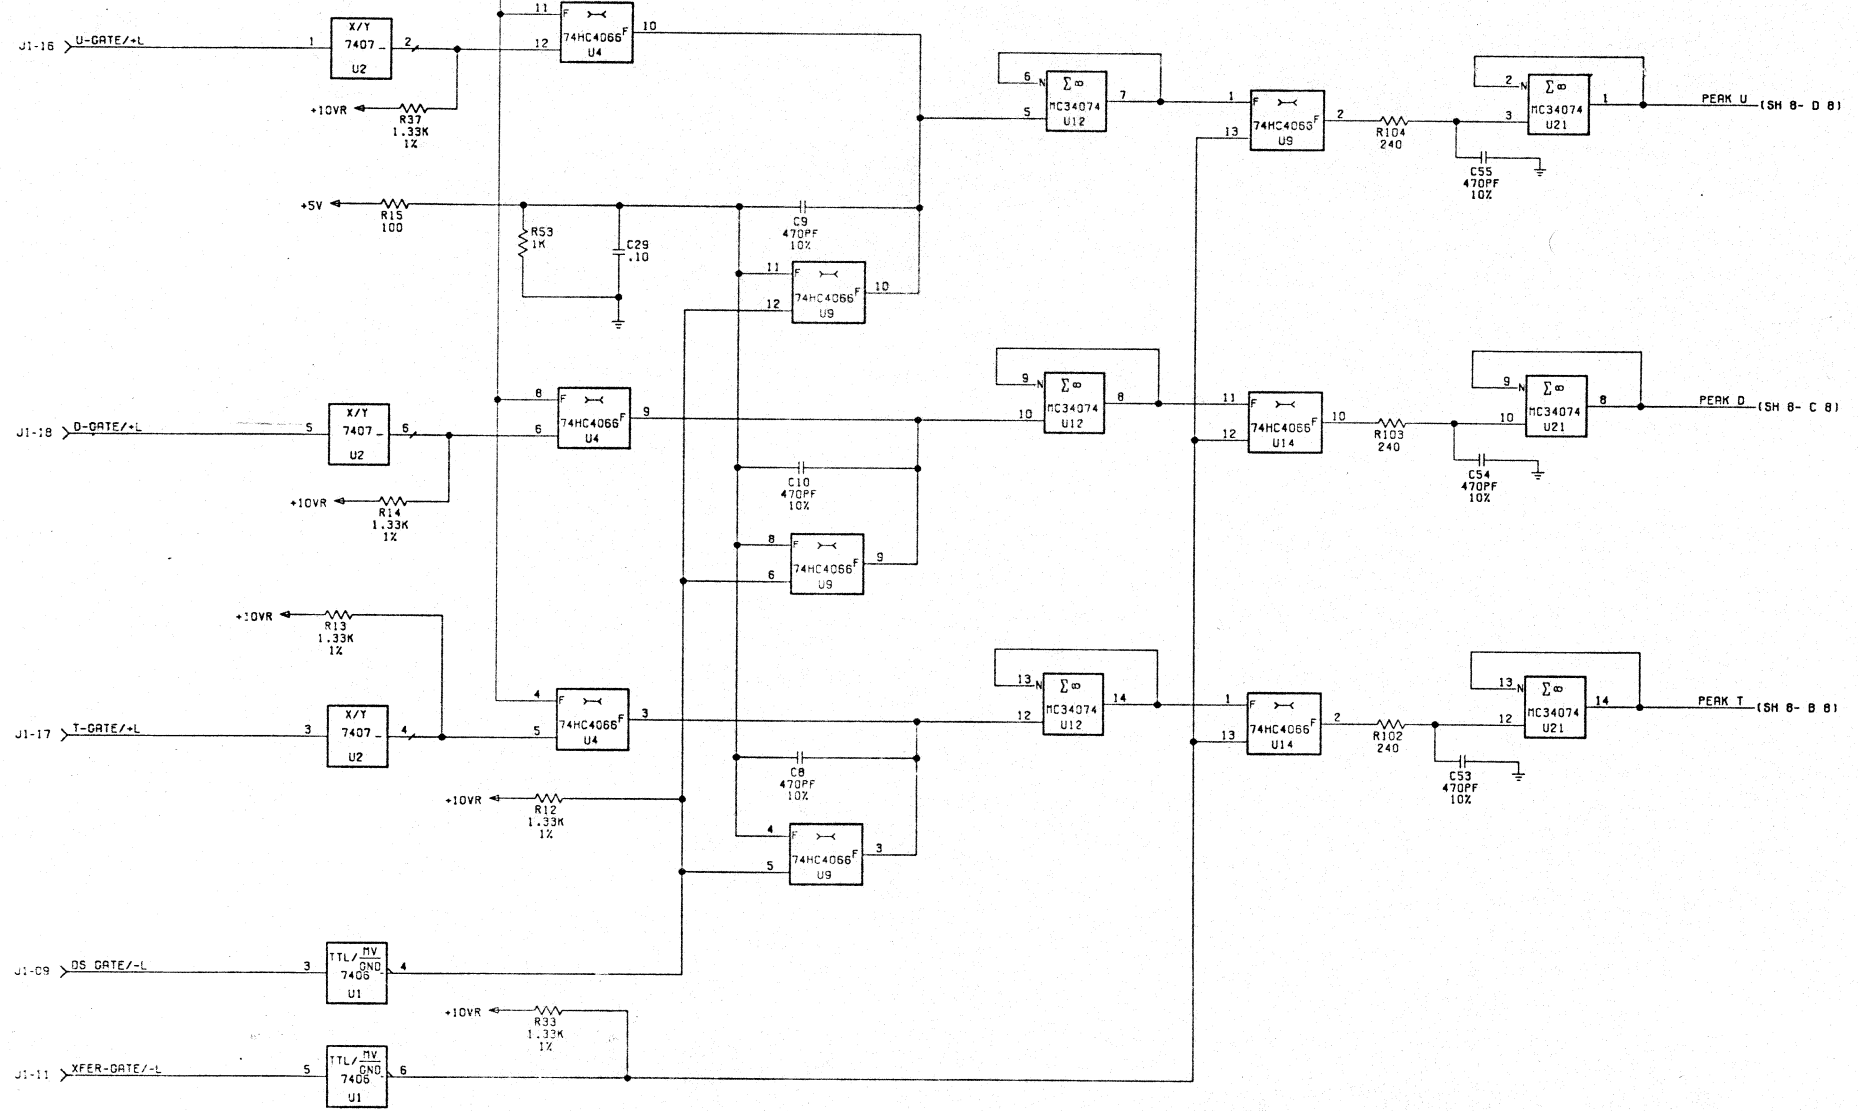 J1-16 U-GATE/+L
1 X/Y 7407 U2 2
+10VR R37 1.33K 1%
11 F 74HC4066 F U4 10
12
6 N Σ∞ MC34074 U12 7
5
1 F 74HC4066 F U9 2
13
R104 240
C55 470PF 10%
2 N Σ∞ MC34074 U21 1
3
PEAK U (SH 8- D 8)
+5V R15 100
R53 1K
C29 .10
C9 470PF 10%
11 F 74HC4066 F U9 10
12
J1-18 D-GATE/+L
5 X/Y 7407 U2 6
+10VR R14 1.33K 1%
8 F 74HC4066 F U4 9
6
9 N Σ∞ MC34074 U12 8
10
11 F 74HC4066 F U14 10
12
R103 240
C54 470PF 10%
9 N Σ∞ MC34074 U21 8
10
PEAK D (SH 8- C 8)
C10 470PF 10%
8 F 74HC4066 F U9 9
6
+10VR R13 1.33K 1%
J1-17 T-GATE/+L
3 X/Y 7407 U2 4
4 F 74HC4066 F U4 3
5
13 N Σ∞ MC34074 U12 14
12
1 F 74HC4066 F U14 2
13
R102 240
C53 470PF 10%
13 N Σ∞ MC34074 U21 14
12
PEAK T (SH 8- B 8)
C8 470PF 10%
+10VR R12 1.33K 1%
4 F 74HC4066 F U9 3
5
J1-09 DS GATE/-L
3 TTL/MV GND 7406 U1 4
+10VR R33 1.33K 1%
J1-11 XFER-GATE/-L
5 TTL/MV GND 7406 U1 6